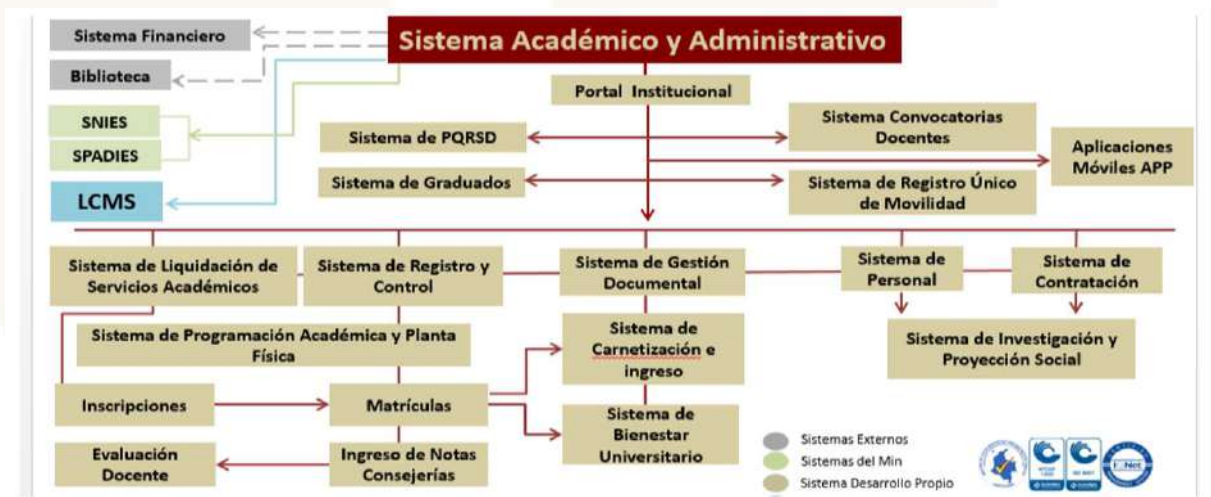 Sistema Financiero
Sistema Académico y Administrativo
Biblioteca
Portal Institucional
SNIES
SPADIES
LCMS
Sistema de PQRSD
Sistema Convocatorias
Docentes
Aplicaciones
Móviles APP
Sistema de Graduados
Sistema de Registro Único
de Movilidad
Sistema de Liquidación de
Servicios Académicos
Sistema de Registro y
Control
Sistema de Gestión
Documental
Sistema de
Personal
Sistema de
Contratación
Sistema de Programación Académica y Planta
Física
Sistema de
Carnetización e
ingreso
Sistema de Investigación y
Proyección Social
Inscripciones
Matrículas
Sistema de
Bienestar
Universitario
Evaluación
Docente
Ingreso de Notas
Consejerías
Sistemas Externos
Sistemas del Min
Sistema Desarrollo Propio